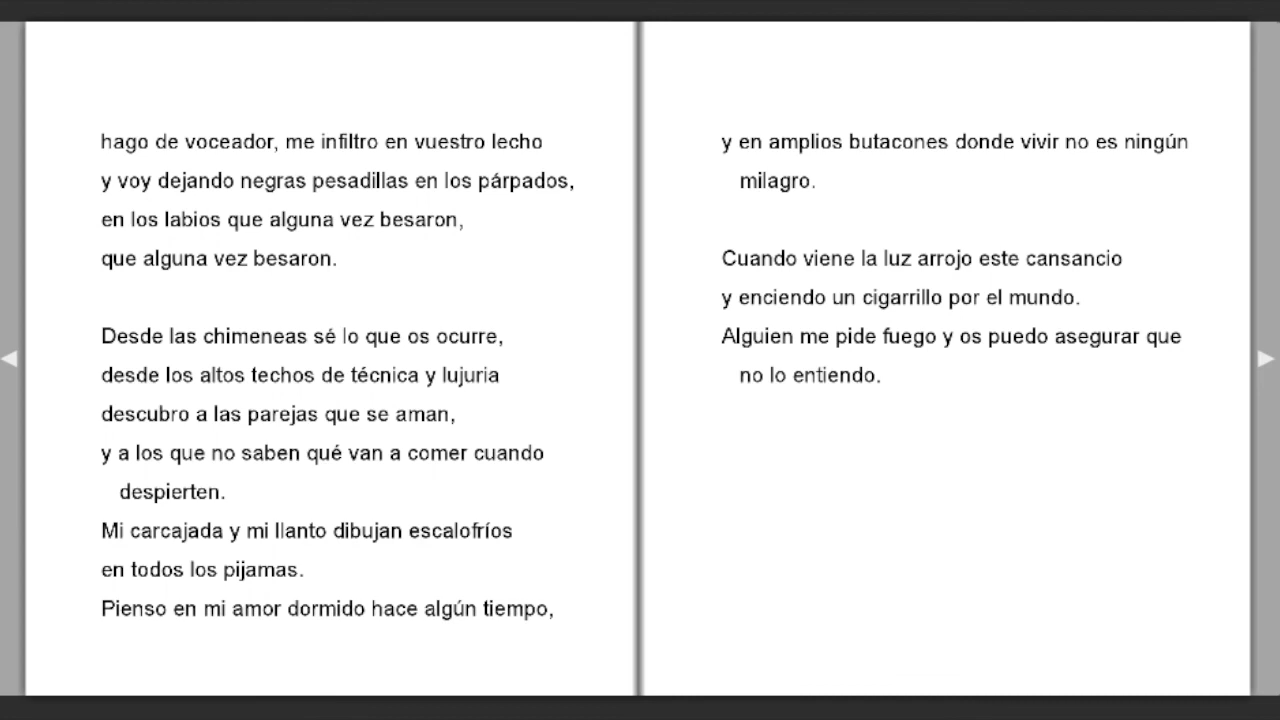 hago de voceador, me infiltro en vuestro lecho
y voy dejando negras pesadillas en los párpados,
en los labios que alguna vez besaron,
que alguna vez besaron.
Desde las chimeneas sé lo que os ocurre,
desde los altos techos de técnica y lujuria
descubro a las parejas que se aman,
y a los que no saben qué van a comer cuando
despierten.
Mi carcajada y mi llanto dibujan escalofríos
en todos los pijamas.
Pienso en mi amor dormido hace algún tiempo,
y en amplios butacones donde vivir no es ningún
milagro.
Cuando viene la luz arrojo este cansancio
y enciendo un cigarrillo por el mundo.
Alguien me pide fuego y os puedo asegurar que
no lo entiendo.